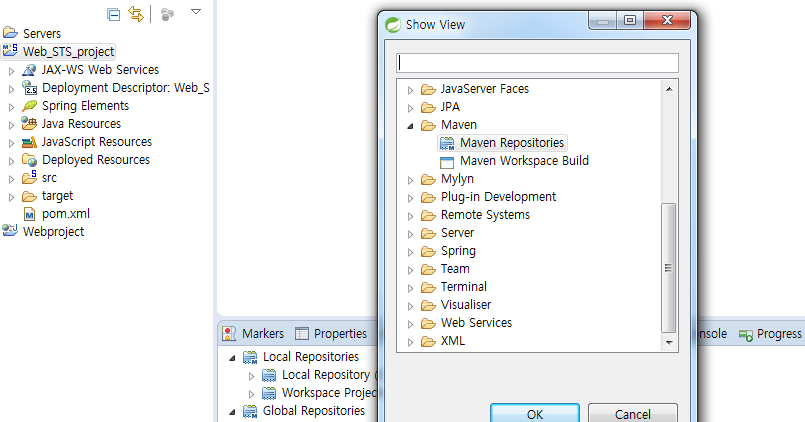 Servers
Web_STS_project
JAX-WS Web Services
Deployment Descriptor: Web_S
Spring Elements
Java Resources
JavaScript Resources
Deployed Resources
src
target
pom.xml
Webproject
Show View
JavaServer Faces
JPA
Maven
Maven Repositories
Maven Workspace Build
Mylyn
Plug-in Development
Remote Systems
Server
Spring
Team
Terminal
Visualiser
Web Services
XML
OK
Cancel
Markers
Properties
nsole
Progress
Local Repositories
Local Repository (
Workspace Projec
Global Repositories